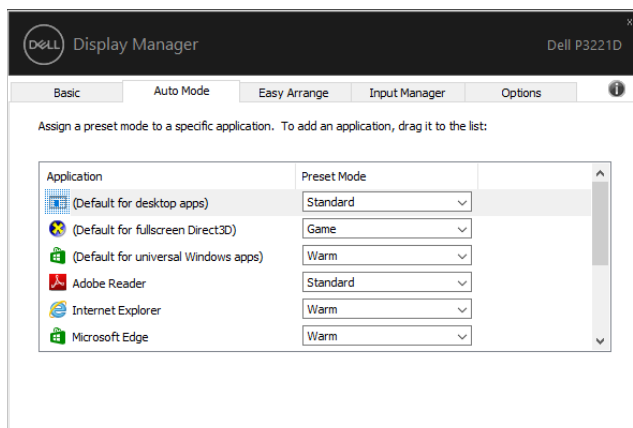 DELL Display Manager Dell P3221D
Basic Auto Mode Easy Arrange Input Manager Options
Assign a preset mode to a specific application. To add an application, drag it to the list:
Application Preset Mode
(Default for desktop apps) Standard
(Default for fullscreen Direct3D) Game
(Default for universal Windows apps) Warm
Adobe Reader Standard
Internet Explorer Warm
Microsoft Edge Warm